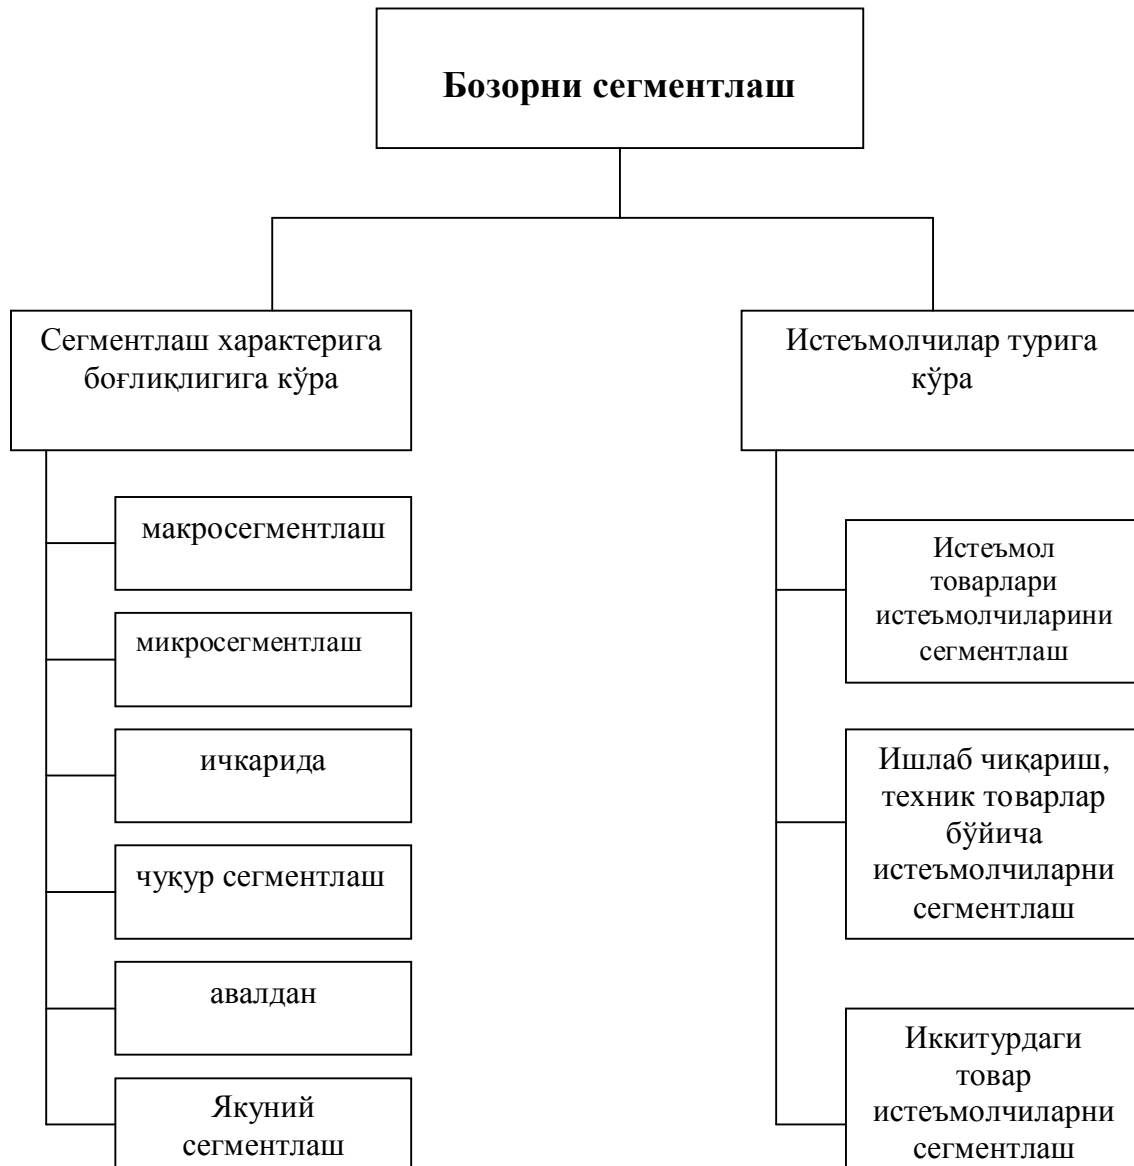 Бозорни сегментлаш
Сегментлаш характерига
боғлиқлигига кўра
макросегментлаш
микросегментлаш
ичкарида
чуқур сегментлаш
авалдан
Якуний
сегментлаш
Истеъмолчилар турига
кўра
Истеъмол
товарлари
истеъмолчиларини
сегментлаш
Ишлаб чиқариш,
техник товарлар
бўйича
истеъмолчиларни
сегментлаш
Иккитурдаги
товар
истеъмолчиларни
сегментлаш